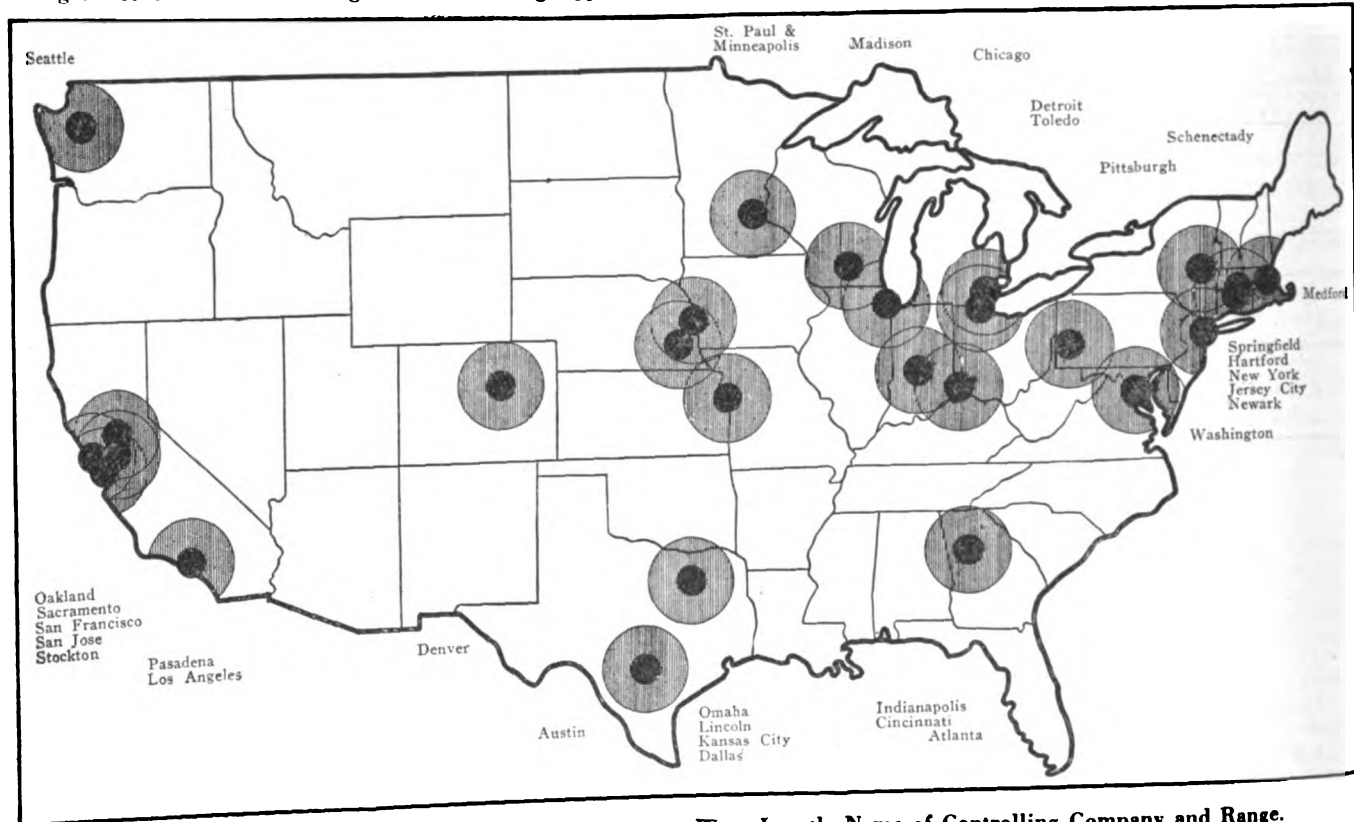 Seattle
St. Paul &
Minneapolis
Madison
Chicago
Detroit
Toledo
Schenectady
Pittsburgh
Medford
Springfield
Hartford
New York
Jersey City
Newark
Washington
Oakland
Sacramento
San Francisco
San Jose
Stockton
Pasadena
Los Angeles
Denver
Austin
Omaha
Lincoln
Kansas City
Dallas
Indianapolis
Cincinnati
Atlanta
of Controlling Company and Range.